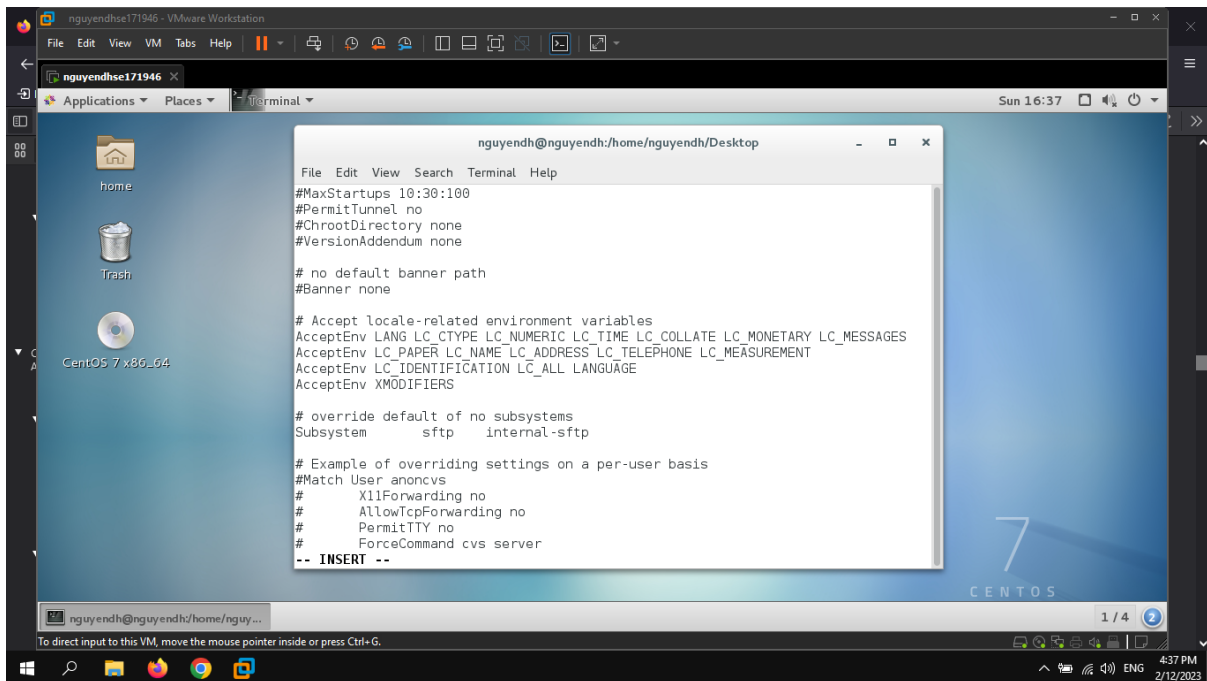 nguyendhse171946 - VMware Workstation
File Edit View VM Tabs Help
nguyendhse171946
Applications Places Terminal Sun 16:37
home
Trash
CentOS 7 x86_64
nguyendh@nguyendh:/home/nguyendh/Desktop
File Edit View Search Terminal Help
#MaxStartups 10:30:100
#PermitTunnel no
#ChrootDirectory none
#VersionAddendum none
# no default banner path
#Banner none
# Accept locale-related environment variables
AcceptEnv LANG LC_CTYPE LC_NUMERIC LC_TIME LC_COLLATE LC_MONETARY LC_MESSAGES
AcceptEnv LC_PAPER LC_NAME LC_ADDRESS LC_TELEPHONE LC_MEASUREMENT
AcceptEnv LC_IDENTIFICATION LC_ALL LANGUAGE
AcceptEnv XMODIFIERS
# override default of no subsystems
Subsystem sftp internal-sftp
# Example of overriding settings on a per-user basis
#Match User anoncvs
# X11Forwarding no
# AllowTcpForwarding no
# PermitTTY no
# ForceCommand cvs server
-- INSERT --
7
CENTOS
nguyendh@nguyendh:/home/nguy...
1 / 4 2
To direct input to this VM, move the mouse pointer inside or press Ctrl+G.
ENG 4:37 PM
2/12/2023